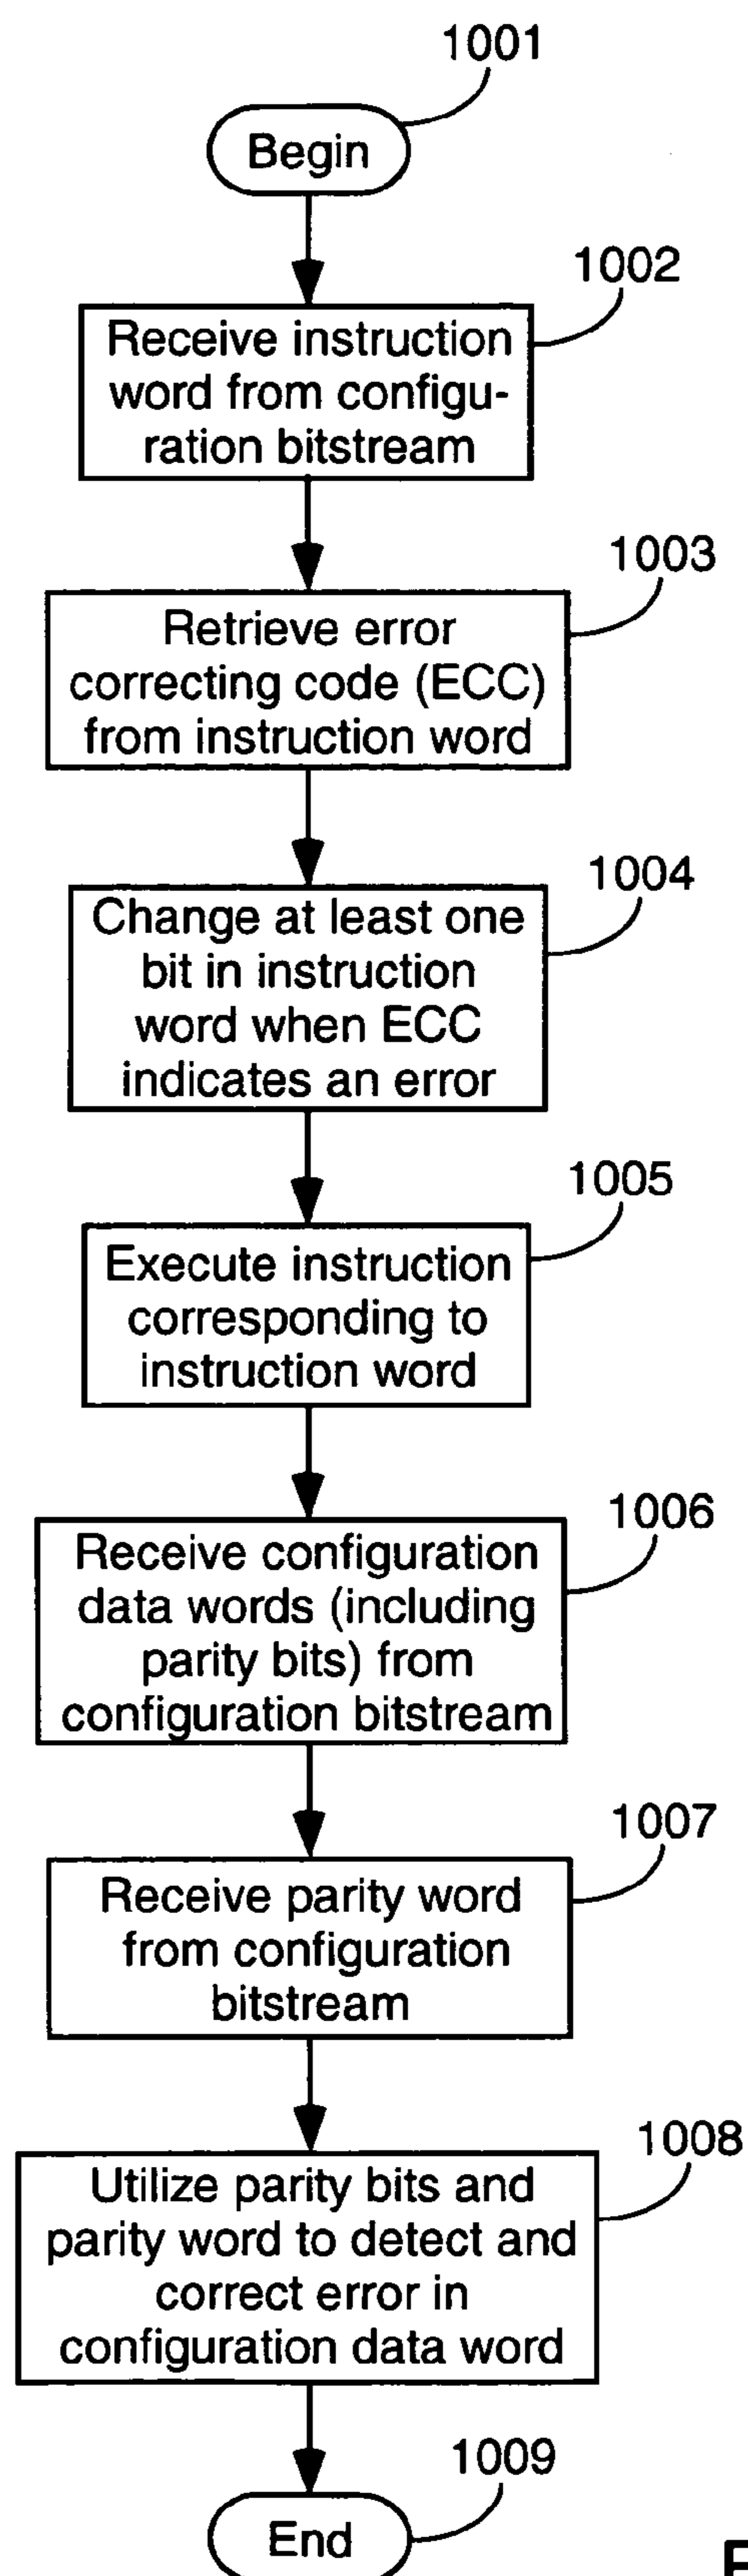 1001
Begin
1002
Receive instruction
word from configu-
ration bitstream
1003
Retrieve error
correcting code (ECC)
from instruction word
1004
Change at least one
bit in instruction
word when ECC
indicates an error
1005
Execute instruction
corresponding to
instruction word
1006
Receive configuration
data words (including
parity bits) from
configuration bitstream
1007
Receive parity word
from configuration
bitstream
1008
Utilize parity bits and
parity word to detect and
correct error in
configuration data word
1009
End